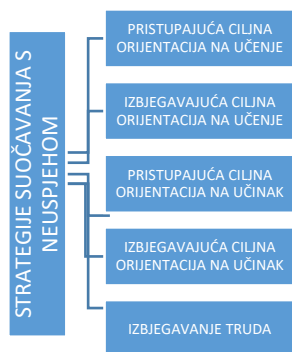 STRATEGIJE SUOČAVANJA S
NEUSPJEHOM
PRISTUPAJUĆA CILJNA
ORIJENTACIJA NA UČENJE
IZBJEGAVAJUĆA CILJNA
ORIJENTACIJA NA UČENJE
PRISTUPAJUĆA CILJNA
ORIJENTACIJA NA UČINAK
IZBJEGAVAJUĆA CILJNA
ORIJENTACIJA NA UČINAK
IZBJEGAVANJE TRUDA